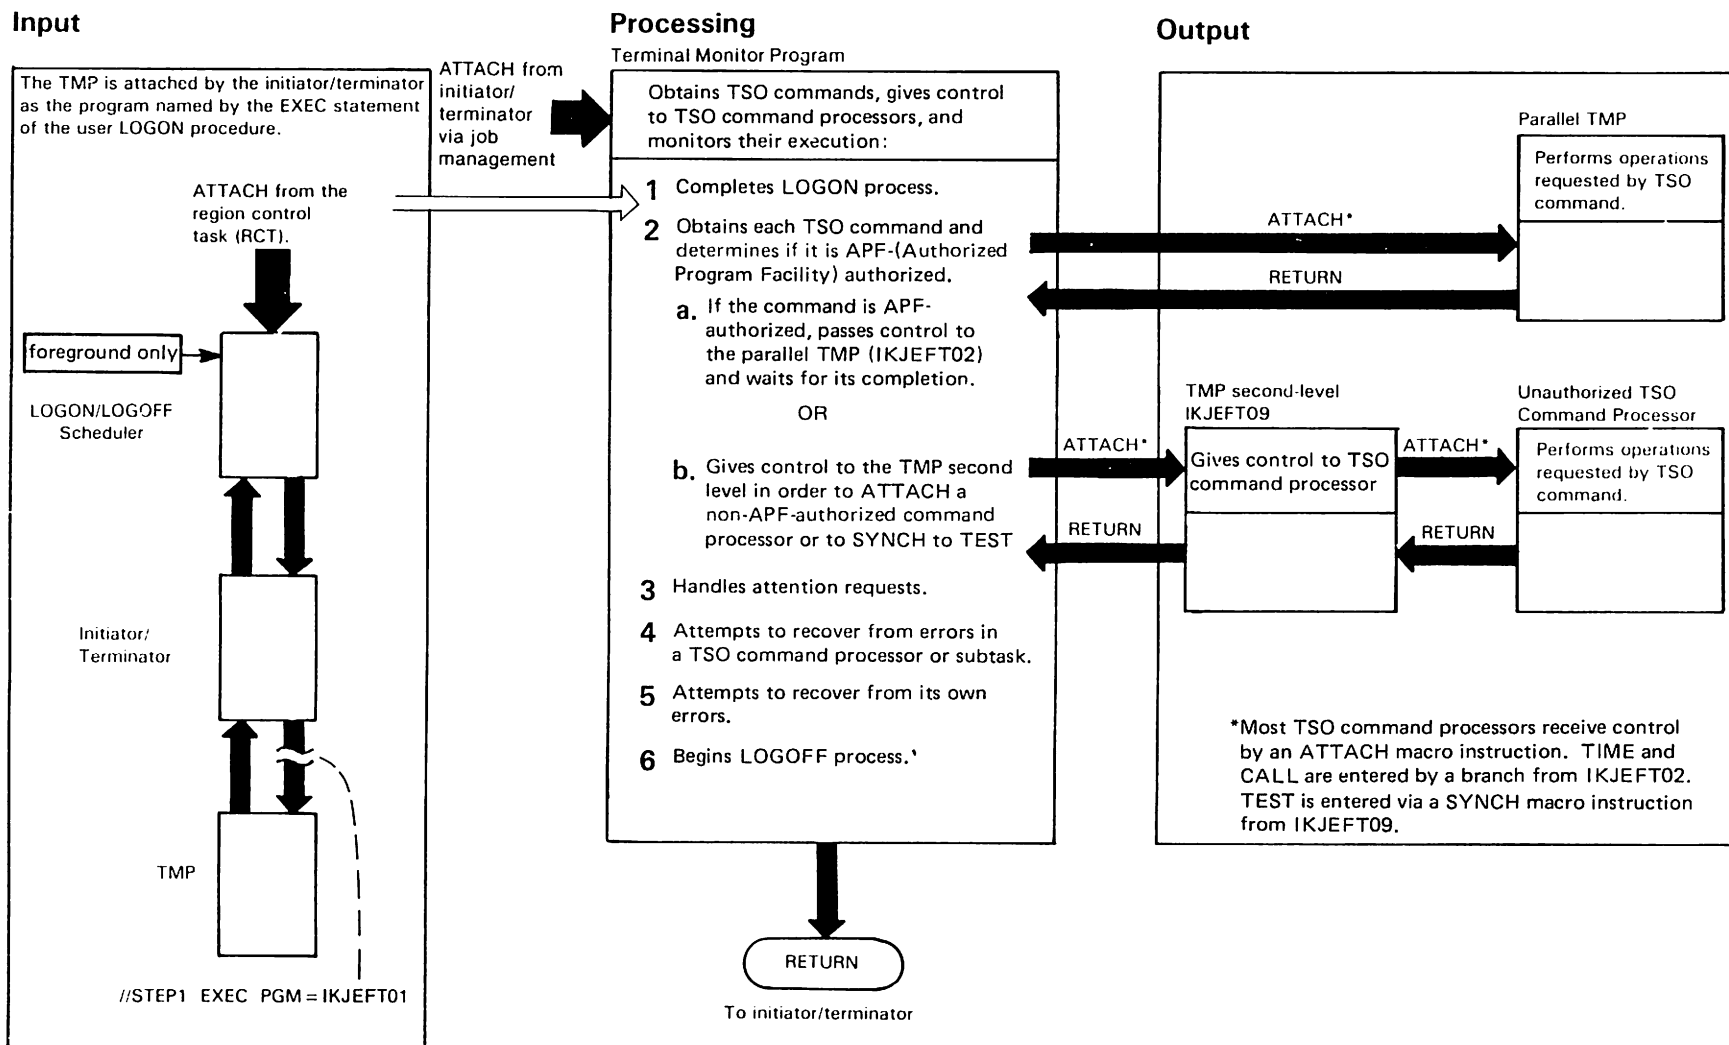 Input
The TMP is attached by the initiator/terminator
as the program named by the EXEC statement
of the user LOGON procedure.
ATTACH from the
region control
task (RCT).
foreground only
LOGON/LOGOFF
Scheduler
Initiator/
Terminator
TMP
//STEP1 EXEC PGM = IKJEFT01
ATTACH from
initiator/
terminator
via job
management
Processing
Terminal Monitor Program
Obtains TSO commands, gives control
to TSO command processors, and
monitors their execution:
1 Completes LOGON process.
2 Obtains each TSO command and
determines if it is APF-(Authorized
Program Facility) authorized.
a. If the command is APF-
authorized, passes control to
the parallel TMP (IKJEFT02)
and waits for its completion.
OR
b. Gives control to the TMP second
level in order to ATTACH a
non-APF-authorized command
processor or to SYNCH to TEST
3 Handles attention requests.
4 Attempts to recover from errors in
a TSO command processor or subtask.
5 Attempts to recover from its own
errors.
6 Begins LOGOFF process.'
RETURN
To initiator/terminator
Output
Parallel TMP
Performs operations
requested by TSO
command.
ATTACH*
RETURN
TMP second-level
IKJEFT09
Gives control to TSO
command processor
ATTACH*
RETURN
Unauthorized TSO
Command Processor
Performs operations
requested by TSO
command.
ATTACH*
RETURN
*Most TSO command processors receive control
by an ATTACH macro instruction. TIME and
CALL are entered by a branch from IKJEFT02.
TEST is entered via a SYNCH macro instruction
from IKJEFT09.